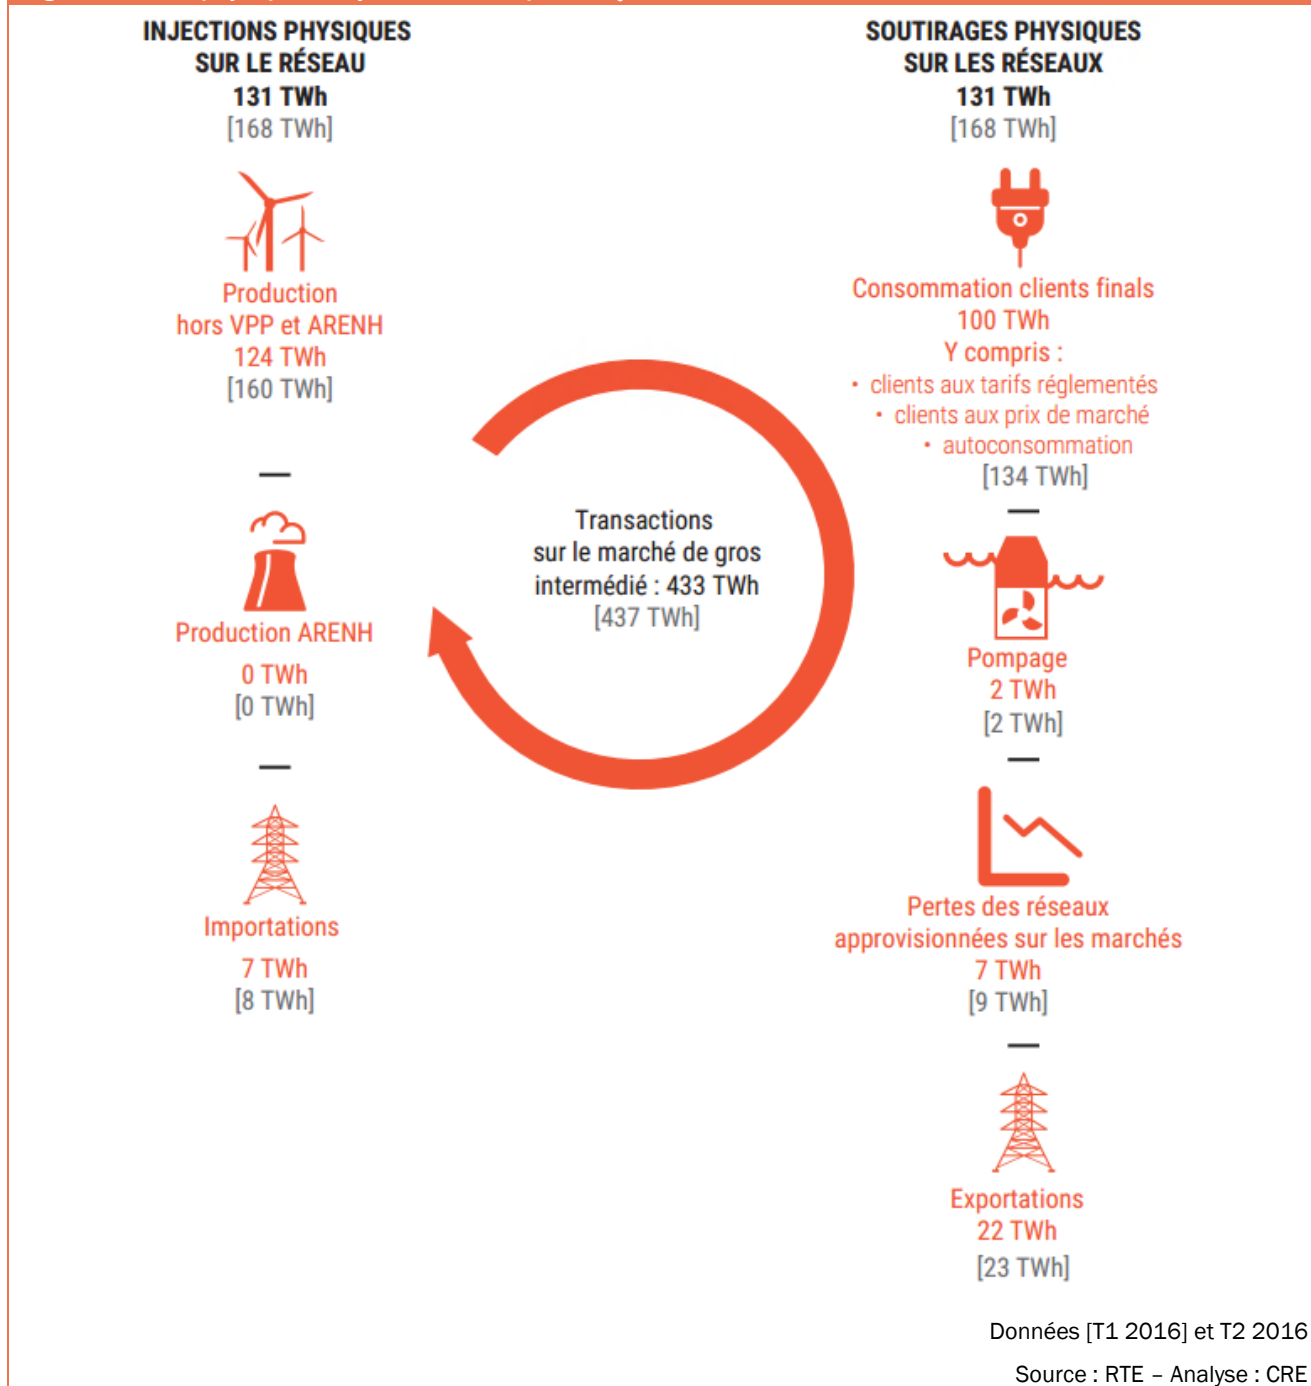 INJECTIONS PHYSIQUES
SUR LE RÉSEAU
131 TWh
[168 TWh]
Production
hors VPP et ARENH
124 TWh
[160 TWh]
Production ARENH
0 TWh
[0 TWh]
Importations
7 TWh
[8 TWh]
Transactions
sur le marché de gros
intermédié : 433 TWh
[437 TWh]
SOUTIRAGES PHYSIQUES
SUR LES RÉSEAUX
131 TWh
[168 TWh]
Consommation clients finals
100 TWh
Y compris :
• clients aux tarifs réglementés
• clients aux prix de marché
• autoconsommation
[134 TWh]
Pompage
2 TWh
[2 TWh]
Pertes des réseaux
approvisionnées sur les marchés
7 TWh
[9 TWh]
Exportations
22 TWh
[23 TWh]
Données [T1 2016] et T2 2016
Source : RTE – Analyse : CRE